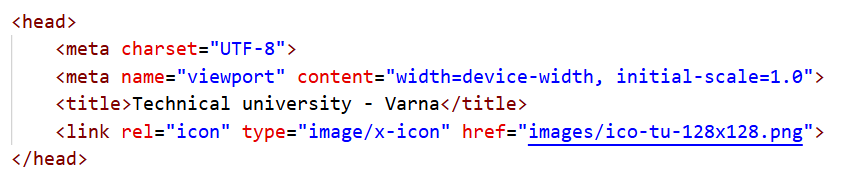 <head>
<meta charset="UTF-8">
<meta name="viewport" content="width=device-width, initial-scale=1.0">
<title>Technical university - Varna</title>
<link rel="icon" type="image/x-icon" href="images/ico-tu-128x128.png">
</head>